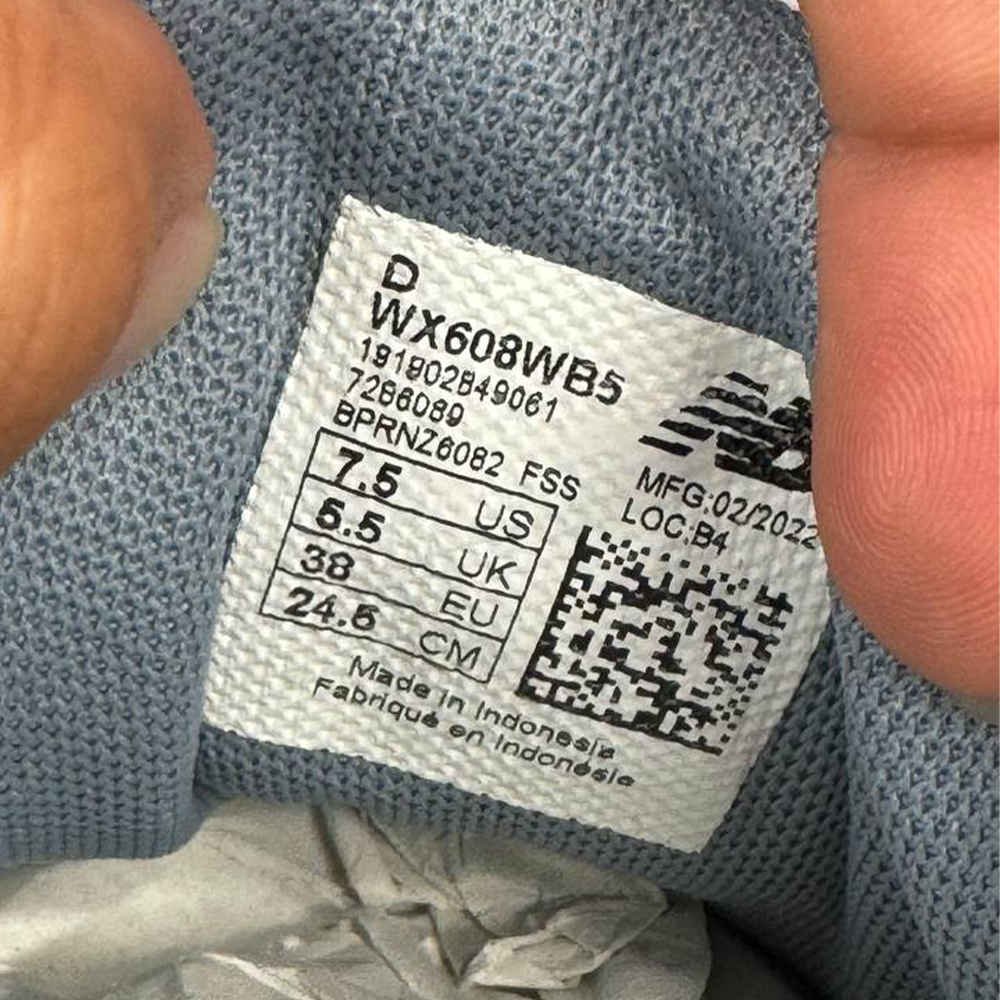 D
WX608WB5
191902849061
7286089
BPRNZ6082 FSS
7.5 US
5.5 UK
38 EU
24.5 CM
MFG:02/2022
LOC:B4
Made in Indonesia
Fabriqué en Indonésie